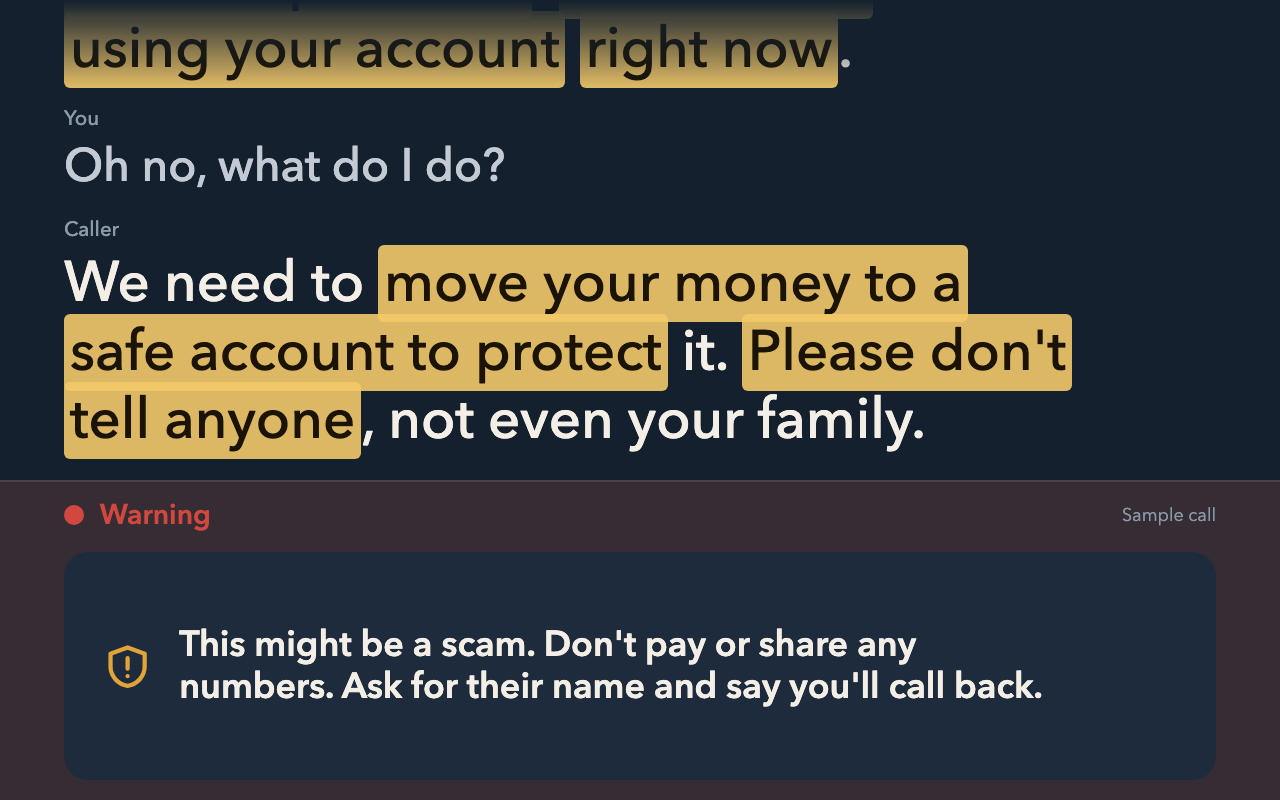 using your account right now.
You
Oh no, what do I do?
Caller
We need to move your money to a
safe account to protect it. Please don't
tell anyone, not even your family.
Warning
Sample call
This might be a scam. Don't pay or share any
numbers. Ask for their name and say you'll call back.